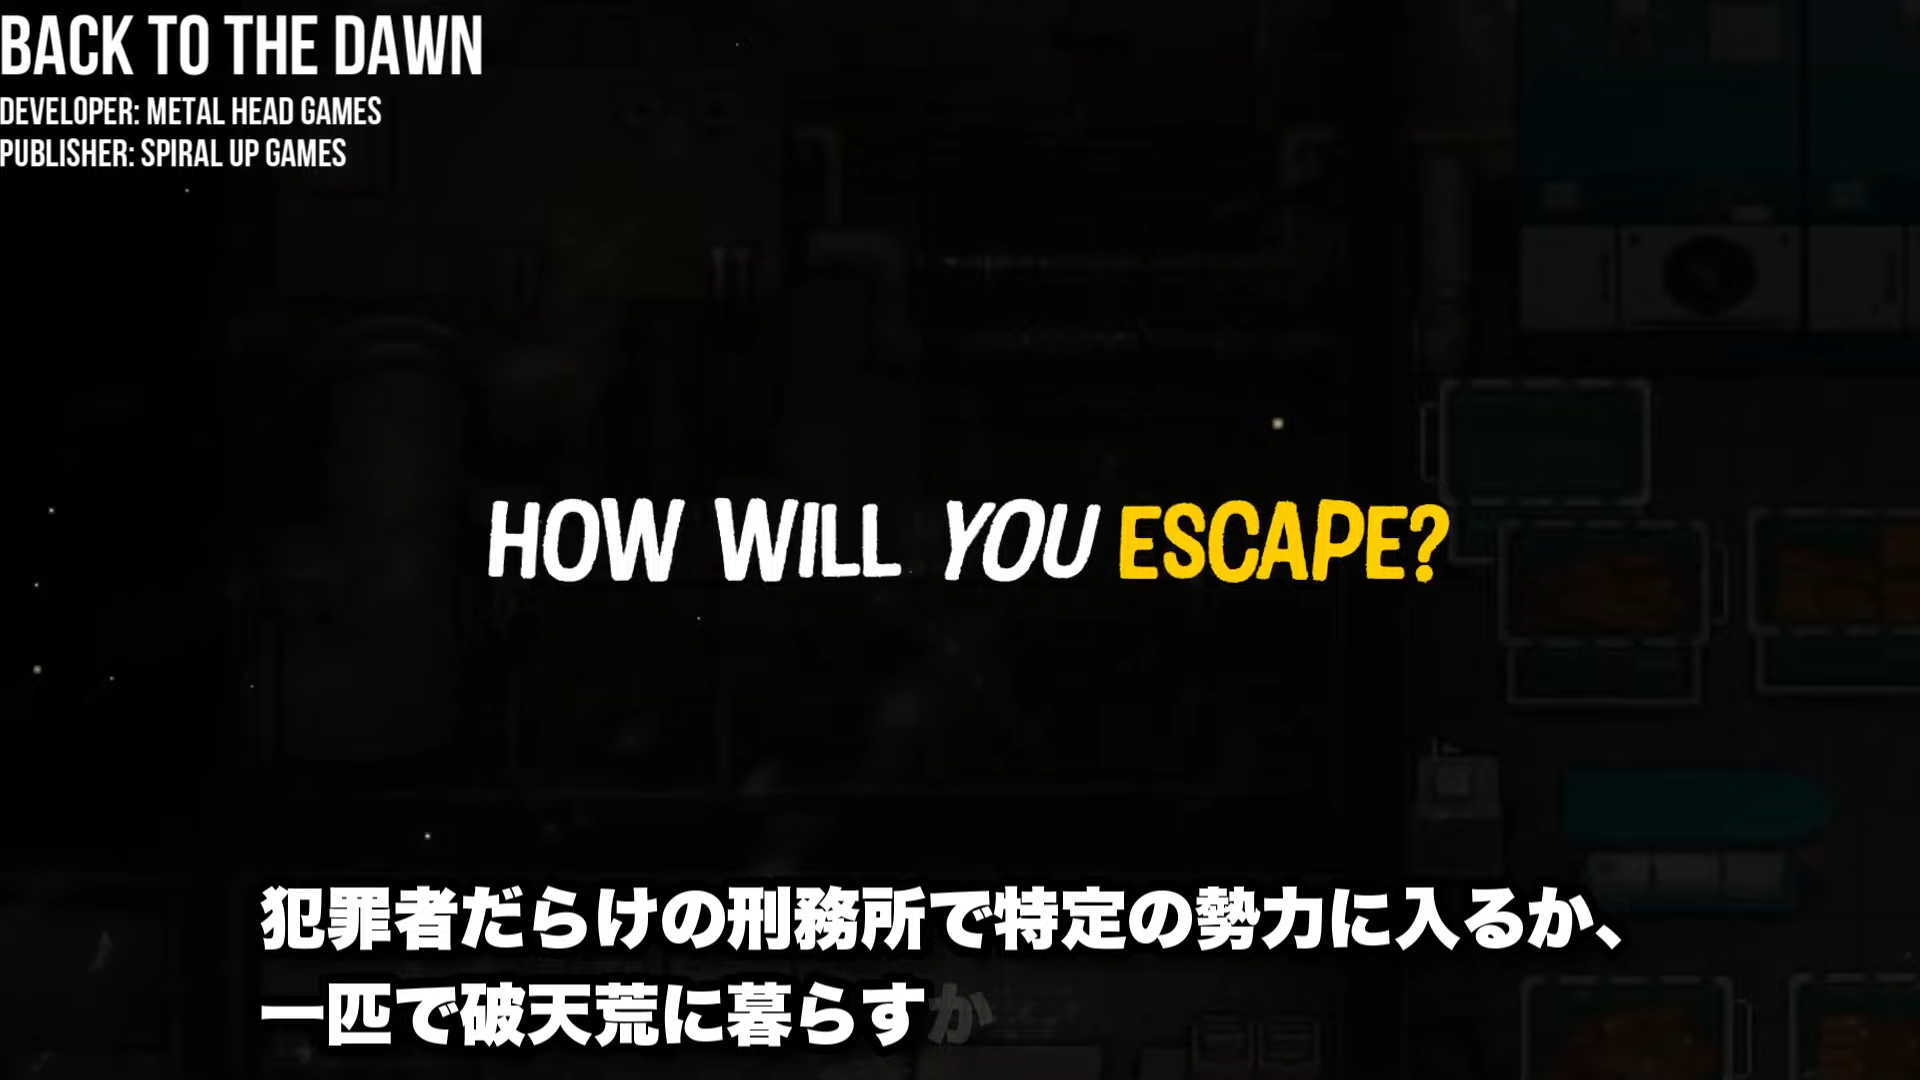 BACK TO THE DAWN
DEVELOPER: METAL HEAD GAMES
PUBLISHER: SPIRAL UP GAMES
HOW WILL YOU ESCAPE?
犯罪者だらけの刑務所で特定の勢力に入るか、
一匹で破天荒に暮らすか